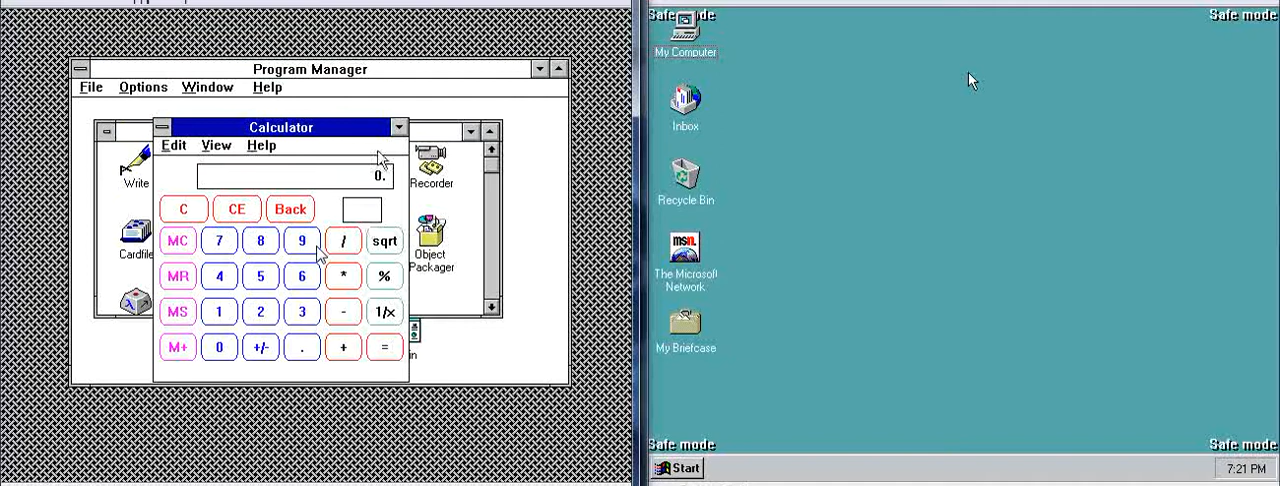 Program Manager
File Options Window Help
Calculator
Edit View Help
0.
C CE Back
MC 7 8 9 / sqrt
MR 4 5 6 * %
MS 1 2 3 - 1/x
M+ 0 +/- . + =
Write
Cardfile
Recorder
Object
Packager
in
Safe mode
Safe mode
My Computer
Inbox
Recycle Bin
msn.
The Microsoft
Network
My Briefcase
Safe mode
Safe mode
Start
7:21 PM